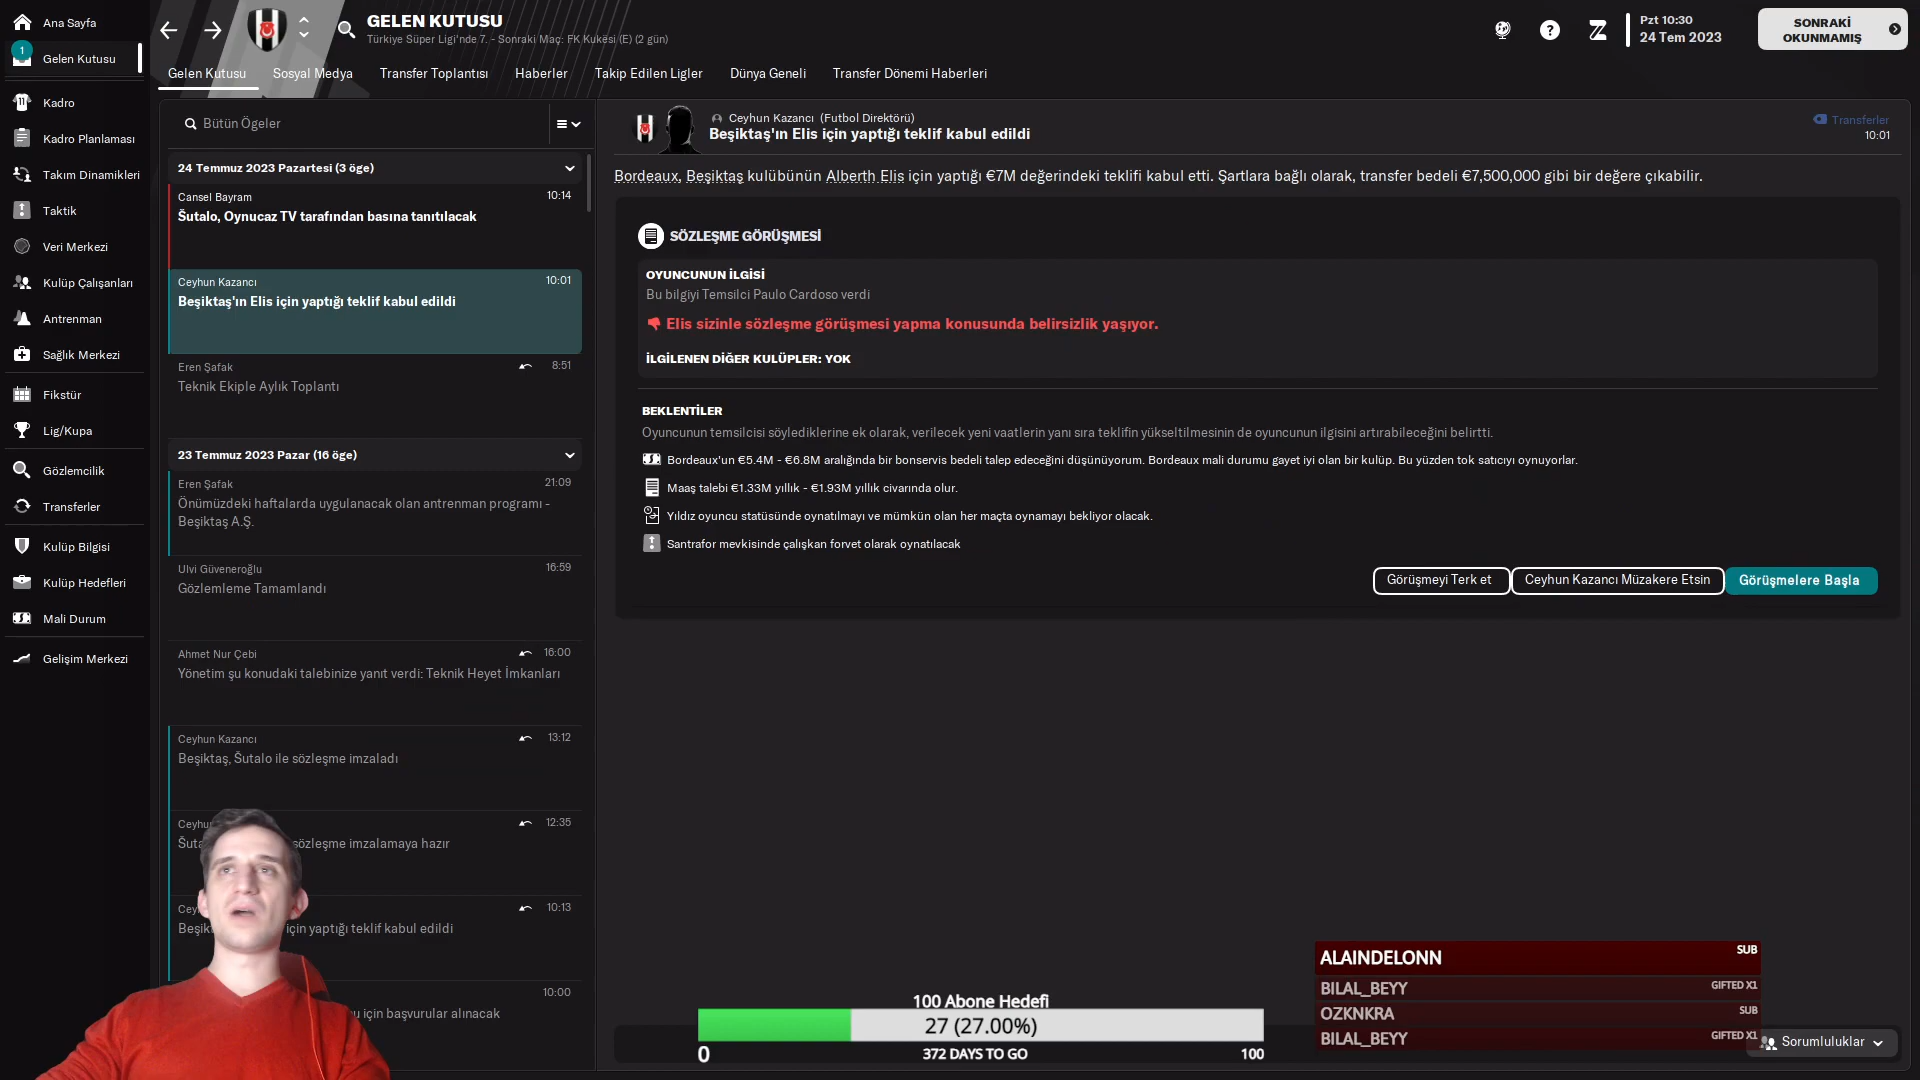 Ana Sayfa
1
Gelen Kutusu
Kadro
Kadro Planlaması
Takım Dinamikleri
Taktik
Veri Merkezi
Kulüp Çalışanları
Antrenman
Sağlık Merkezi
Fikstür
Lig/Kupa
Gözlemcilik
Transferler
Kulüp Bilgisi
Kulüp Hedefleri
Mali Durum
Gelişim Merkezi
GELEN KUTUSU
Türkiye Süper Ligi'nde 7. - Sonraki Maç: FK Kukësi (E) (2 gün)
Pzt 10:30
24 Tem 2023
SONRAKİ
OKUNMAMIŞ
Gelen Kutusu Sosyal Medya Transfer Toplantısı Haberler Takip Edilen Ligler Dünya Geneli Transfer Dönemi Haberleri
Bütün Ögeler
24 Temmuz 2023 Pazartesi (3 öge)
Cansel Bayram 10:14
Šutalo, Oynucaz TV tarafından basına tanıtılacak
Ceyhun Kazancı 10:01
Beşiktaş'ın Elis için yaptığı teklif kabul edildi
Eren Şafak 8:51
Teknik Ekiple Aylık Toplantı
23 Temmuz 2023 Pazar (16 öge)
Eren Şafak 21:09
Önümüzdeki haftalarda uygulanacak olan antrenman programı -
Beşiktaş A.Ş.
Ulvi Güveneroğlu 16:59
Gözlemleme Tamamlandı
Ahmet Nur Çebi 16:00
Yönetim şu konudaki talebinize yanıt verdi: Teknik Heyet İmkanları
Ceyhun Kazancı 13:12
Beşiktaş, Šutalo ile sözleşme imzaladı
Ceyhu 12:35
Šuta sözleşme imzalamaya hazır
Cey 10:13
Beşik için yaptığı teklif kabul edildi
10:00
u için başvurular alınacak
Ceyhun Kazancı (Futbol Direktörü)
Beşiktaş'ın Elis için yaptığı teklif kabul edildi
Transferler
10:01
Bordeaux, Beşiktaş kulübünün Alberth Elis için yaptığı €7M değerindeki teklifi kabul etti. Şartlara bağlı olarak, transfer bedeli €7,500,000 gibi bir değere çıkabilir.
SÖZLEŞME GÖRÜŞMESİ
OYUNCUNUN İLGİSİ
Bu bilgiyi Temsilci Paulo Cardoso verdi
Elis sizinle sözleşme görüşmesi yapma konusunda belirsizlik yaşıyor.
İLGİLENEN DİĞER KULÜPLER: YOK
BEKLENTİLER
Oyuncunun temsilcisi söylediklerine ek olarak, verilecek yeni vaatlerin yanı sıra teklifin yükseltilmesinin de oyuncunun ilgisini artırabileceğini belirtti.
Bordeaux'un €5.4M - €6.8M aralığında bir bonservis bedeli talep edeceğini düşünüyorum. Bordeaux mali durumu gayet iyi olan bir kulüp. Bu yüzden tok satıcıyı oynuyorlar.
Maaş talebi €1.33M yıllık - €1.93M yıllık civarında olur.
Yıldız oyuncu statüsünde oynatılmayı ve mümkün olan her maçta oynamayı bekliyor olacak.
Santrafor mevkisinde çalışkan forvet olarak oynatılacak
Görüşmeyi Terk et Ceyhun Kazancı Müzakere Etsin Görüşmelere Başla
100 Abone Hedefi
27 (27.00%)
0 372 DAYS TO GO 100
ALAINDELONN SUB
BILAL_BEYY GIFTED X1
OZKNKRA SUB
BILAL_BEYY GIFTED X1
Sorumluluklar